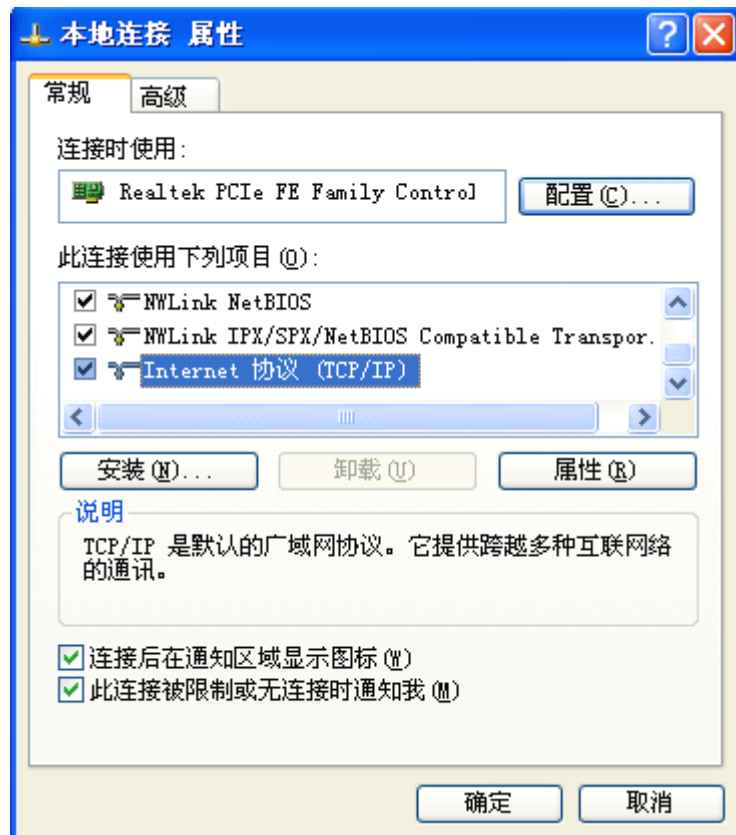 本地连接 属性
常规
高级
连接时使用:
Realtek PCIe FE Family Control
配置(C)...
此连接使用下列项目(O):
NWLink NetBIOS
NWLink IPX/SPX/NetBIOS Compatible Transpor.
Internet 协议 (TCP/IP)
安装(N)...
卸载(U)
属性(R)
说明
TCP/IP 是默认的广域网协议。它提供跨越多种互联网络
的通讯。
连接后在通知区域显示图标(W)
此连接被限制或无连接时通知我(M)
确定
取消